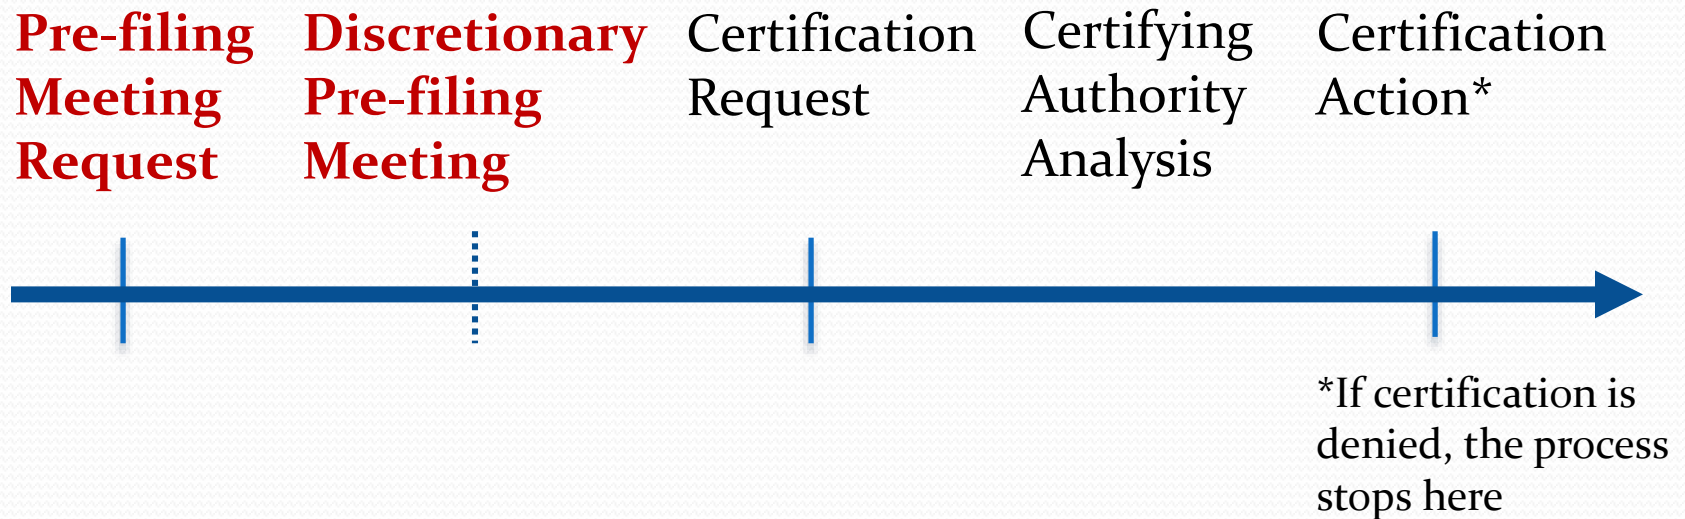 Pre-filing
Meeting
Request
Discretionary
Pre-filing
Meeting
Certification
Request
Certifying
Authority
Analysis
Certification
Action*
*If certification is
denied, the process
stops here